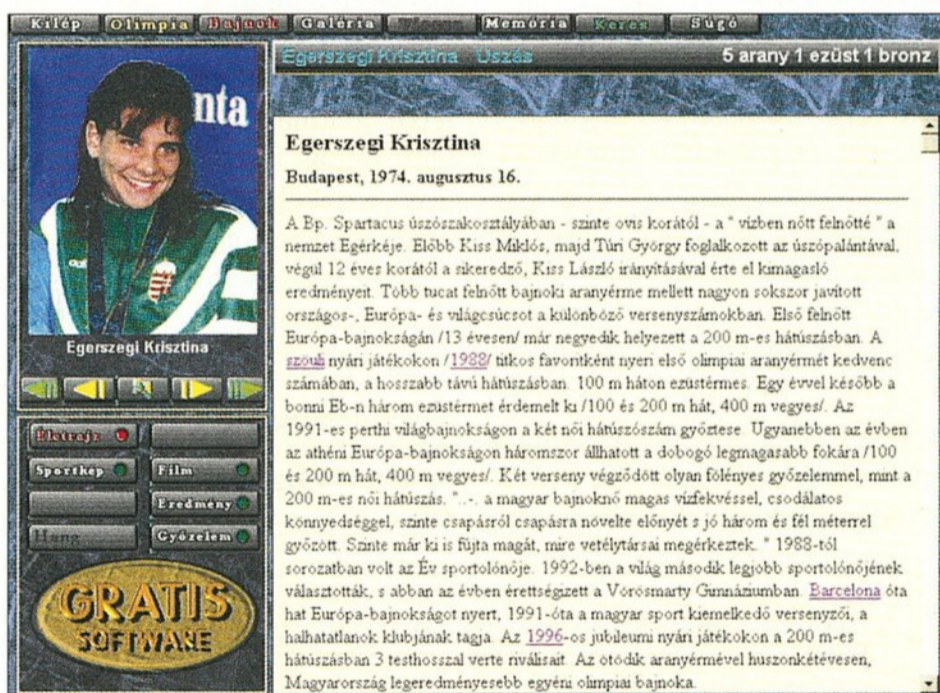 Kilép Olimpia Bajnok Galéria Memória Keres Súgó
nta
Egerszegi Krisztina Úszás 5 arany 1 ezüst 1 bronz
Egerszegi Krisztina
Budapest, 1974. augusztus 16.
A Bp. Spartacus úszószakosztályában - szinte ovis korától - a " vízben nőtt felnőtté " a
nemzet Egérkéje. Előbb Kiss Miklós, majd Túri György foglalkozott az úszópalántával,
végül 12 éves korától a sikeredző, Kiss László irányításával érte el kimagasló
eredményeit. Több tucat felnőtt bajnoki aranyérme mellett nagyon sokszor javított
országos-, Európa- és világcsúcsot a különböző versenyszámokban. Első felnőtt
Európa-bajnokságán /13 évesen/ már negyedik helyezett a 200 m-es hátúszásban. A
szöuli nyári játékokon /1988/ titkos favoritként nyeri első olimpiai aranyérmét kedvenc
számában, a hosszabb távú hátúszásban. 100 m háton ezüstérmes. Egy évvel később a
bonni Eb-n három ezüstérmet érdemelt ki /100 és 200 m hát, 400 m vegyes/. Az
1991-es perthi világbajnokságon a két női hátúszószám győztese. Ugyanebben az évben
az athéni Európa-bajnokságon háromszor állhatott a dobogó legmagasabb fokára /100
és 200 m hát, 400 m vegyes/. Két verseny végződött olyan fölényes győzelemmel, mint a
200 m-es női hátúszás. "..-. a magyar bajnoknő magas vízfekvéssel, csodálatos
könnyedséggel, szinte csapásról csapásra növelte előnyét s jó három és fél méterrel
győzött. Szinte már ki is fújta magát, mire vetélytársai megérkeztek. " 1988-tól
sorozatban volt az Év sportolónője. 1992-ben a világ második legjobb sportolónőjének
választották, s abban az évben érettségizett a Vörösmarty Gimnáziumban. Barcelona óta
hat Európa-bajnokságot nyert, 1991-óta a magyar sport kiemelkedő versenyzői, a
halhatatlanok klubjának tagja. Az 1996-os jubileumi nyári játékokon a 200 m-es
hátúszásban 3 testhosszal verte riválisait. Az ötödik aranyérmével huszonkétévesen,
Magyarország legeredményesebb egyéni olimpiai bajnoka.
Egerszegi Krisztina
Életrajz
Sportkép Film
Eredmény
Hang Győzelem
GRATIS
SOFTWARE